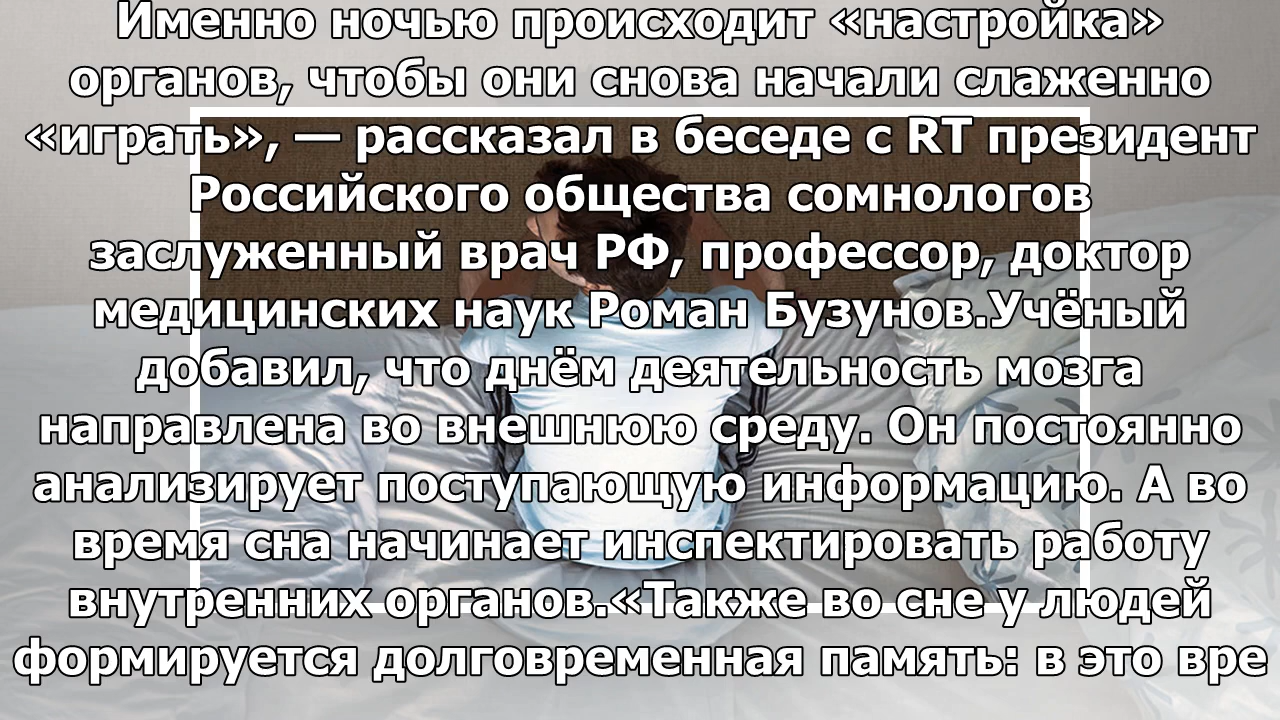 Именно ночью происходит «настройка»
органов, чтобы они снова начали слаженно
«играть», — рассказал в беседе с RT президент
Российского общества сомнологов
заслуженный врач РФ, профессор, доктор
медицинских наук Роман Бузунов.Учёный
добавил, что днём деятельность мозга
направлена во внешнюю среду. Он постоянно
анализирует поступающую информацию. А во
время сна начинает инспектировать работу
внутренних органов.«Также во сне у людей
формируется долговременная память: в это вре